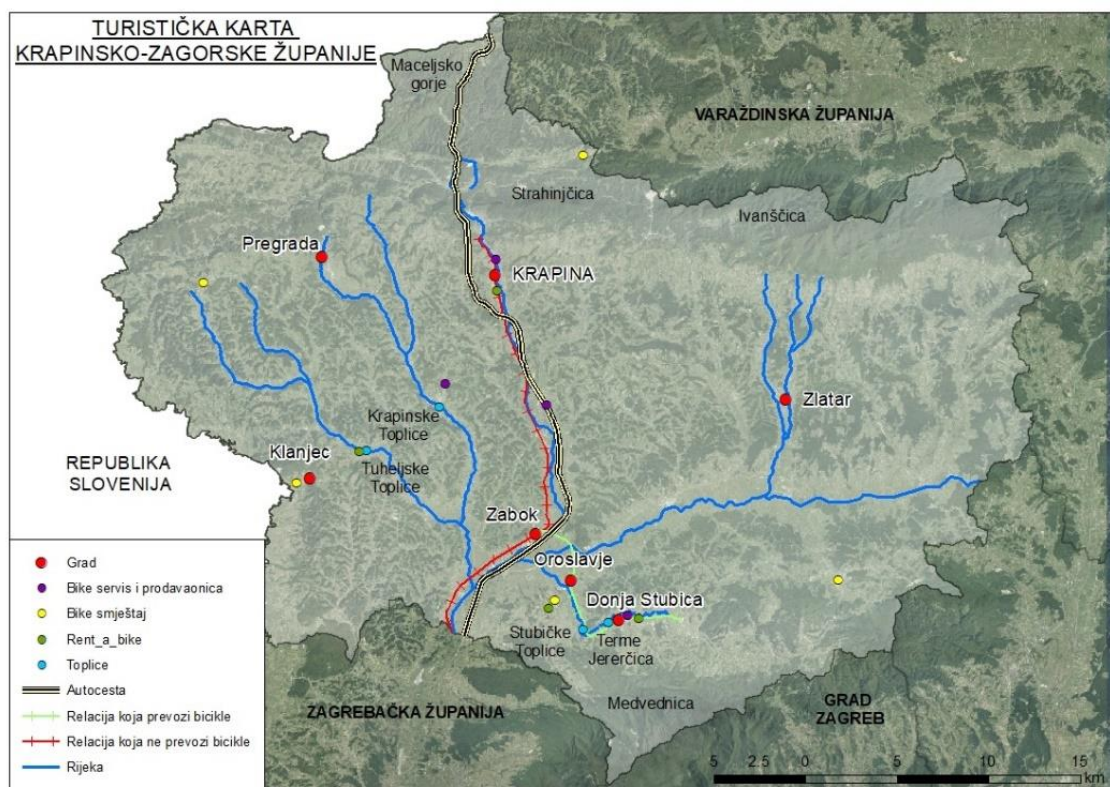 TURISTIČKA KARTA
KRAPINSKO-ZAGORSKE ŽUPANIJE
Maceljsko
gorje
VARAŽDINSKA ŽUPANIJA
Strahinjčica
Ivanščica
Pregrada
KRAPINA
Zlatar
Krapinske
Toplice
Klanjec
Tuheljske
Toplice
REPUBLIKA
SLOVENIJA
Zabok
Oroslavje
Donja Stubica
Stubičke
Toplice
Terme
Jererčica
Medvednica
ZAGREBAČKA ŽUPANIJA
GRAD
ZAGREB
Grad
Bike servis i prodavaonica
Bike smještaj
Rent_a_bike
Toplice
Autocesta
Relacija koja prevozi bicikle
Relacija koja ne prevozi bicikle
Rijeka
5 2.5 0 5 10 15
km